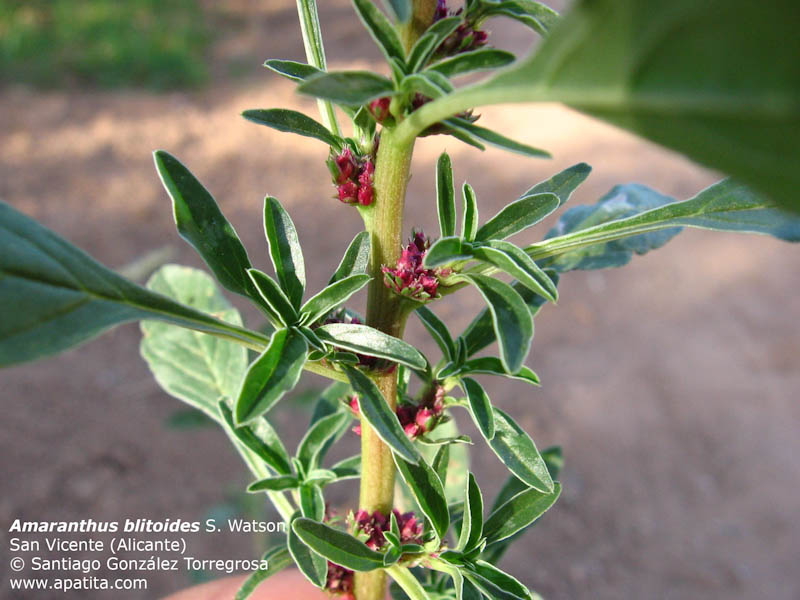 Amaranthus blitoides S. Watson
San Vicente (Alicante)
© Santiago González Torregrosa
www.apatita.com